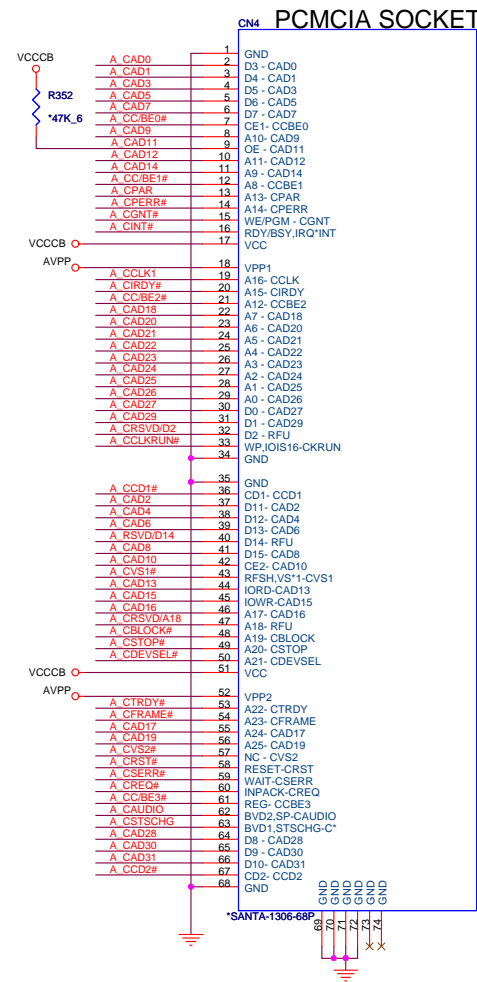 CN4 PCMCIA SOCKET
VCCCB
R352
*47K_6
1 GND
A_CAD0 2 D3 - CAD0
A_CAD1 3 D4 - CAD1
A_CAD3 4 D5 - CAD3
A_CAD5 5 D6 - CAD5
A_CAD7 6 D7 - CAD7
A_CC/BE0# 7 CE1- CCBE0
A_CAD9 8 A10- CAD9
A_CAD11 9 OE - CAD11
A_CAD12 10 A11- CAD12
A_CAD14 11 A9 - CAD14
A_CC/BE1# 12 A8 - CCBE1
A_CPAR 13 A13- CPAR
A_CPERR# 14 A14- CPERR
A_CGNT# 15 WE/PGM - CGNT
A_CINT# 16 RDY/BSY,IRQ*INT
VCCCB 17 VCC
AVPP 18 VPP1
A_CCLK1 19 A16- CCLK
A_CIRDY# 20 A15- CIRDY
A_CC/BE2# 21 A12- CCBE2
A_CAD18 22 A7 - CAD18
A_CAD20 23 A6 - CAD20
A_CAD21 24 A5 - CAD21
A_CAD22 25 A4 - CAD22
A_CAD23 26 A3 - CAD23
A_CAD24 27 A2 - CAD24
A_CAD25 28 A1 - CAD25
A_CAD26 29 A0 - CAD26
A_CAD27 30 D0 - CAD27
A_CAD29 31 D1 - CAD29
A_CRSVD/D2 32 D2 - RFU
A_CCLKRUN# 33 WP,IOIS16-CKRUN
34 GND
35 GND
A_CCD1# 36 CD1- CCD1
A_CAD2 37 D11- CAD2
A_CAD4 38 D12- CAD4
A_CAD6 39 D13- CAD6
A_RSVD/D14 40 D14- RFU
A_CAD8 41 D15- CAD8
A_CAD10 42 CE2- CAD10
A_CVS1# 43 RFSH,VS*1-CVS1
A_CAD13 44 IORD-CAD13
A_CAD15 45 IOWR-CAD15
A_CAD16 46 A17- CAD16
A_CRSVD/A18 47 A18- RFU
A_CBLOCK# 48 A19- CBLOCK
A_CSTOP# 49 A20- CSTOP
A_CDEVSEL# 50 A21- CDEVSEL
VCCCB 51 VCC
AVPP 52 VPP2
A_CTRDY# 53 A22- CTRDY
A_CFRAME# 54 A23- CFRAME
A_CAD17 55 A24- CAD17
A_CAD19 56 A25- CAD19
A_CVS2# 57 NC - CVS2
A_CRST# 58 RESET-CRST
A_CSERR# 59 WAIT-CSERR
A_CREQ# 60 INPACK-CREQ
A_CC/BE3# 61 REG- CCBE3
A_CAUDIO 62 BVD2,SP-CAUDIO
A_CSTSCHG 63 BVD1,STSCHG-C*
A_CAD28 64 D8 - CAD28
A_CAD30 65 D9 - CAD30
A_CAD31 66 D10- CAD31
A_CCD2# 67 CD2- CCD2
68 GND
GND GND GND GND GND GND
*SANTA-1306-68P
69 70 71 72 73 74